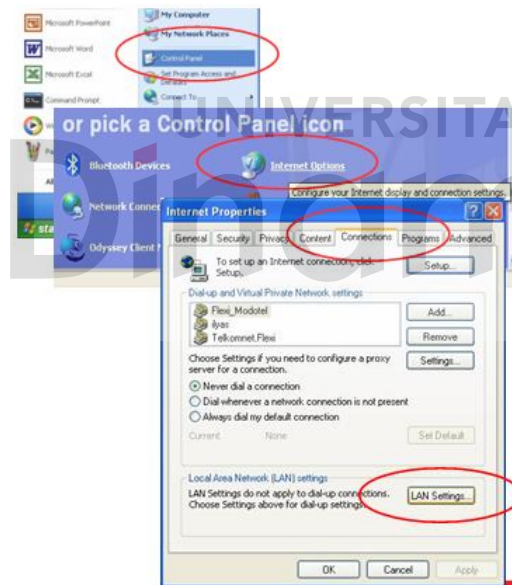 Microsoft PowerPoint
Microsoft Word
Microsoft Excel
Command Prompt
My Computer
My Network Places
Control Panel
Set Program Access and
Defaults
Connect To
UNIVERSITA
Dinam
or pick a Control Panel icon
Bluetooth Devices
Internet Options
Configure your Internet display and connection settings.
Network Connec
Odyssey Client
sta
Internet Properties
General Security Privacy Content Connections Programs Advanced
To set up an Internet connection, click
Setup.
Setup...
Dial-up and Virtual Private Network settings
Flexi_Modotel
ilyas
Telkomnet Flexi
Add...
Remove
Choose Settings if you need to configure a proxy
server for a connection.
Settings...
Never dial a connection
Dial whenever a network connection is not present
Always dial my default connection
Current None
Set Default
Local Area Network (LAN) settings
LAN Settings do not apply to dial-up connections.
Choose Settings above for dial-up settings.
LAN Settings...
OK Cancel Apply